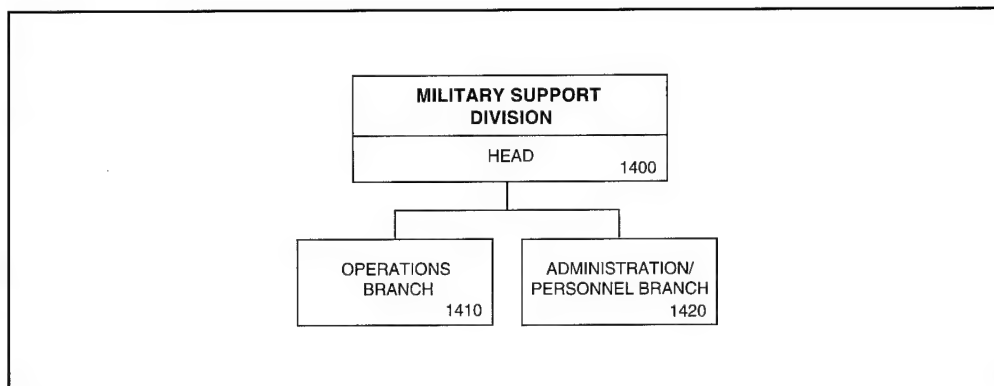 MILITARY SUPPORT
DIVISION
HEAD
1400
OPERATIONS
BRANCH
1410
ADMINISTRATION/
PERSONNEL BRANCH
1420